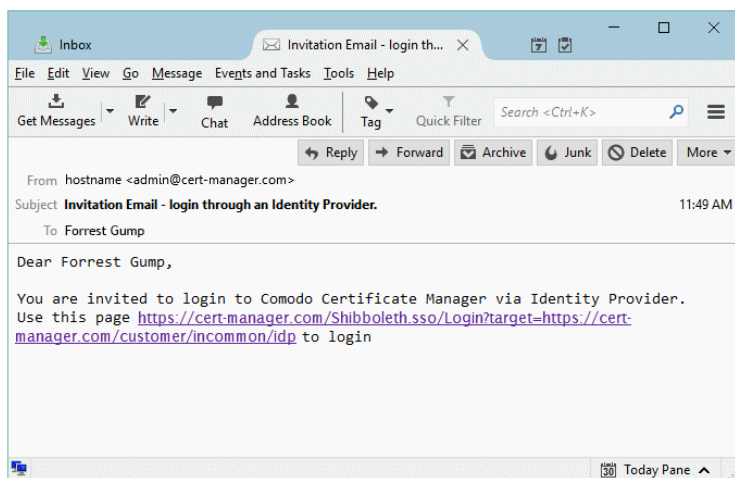 Inbox
Invitation Email - login th...
7
File Edit View Go Message Events and Tasks Tools Help
Get Messages Write Chat Address Book Tag Quick Filter Search <Ctrl+K>
Reply Forward Archive Junk Delete More
From hostname <admin@cert-manager.com>
Subject Invitation Email - login through an Identity Provider. 11:49 AM
To Forrest Gump
Dear Forrest Gump,
You are invited to login to Comodo Certificate Manager via Identity Provider.
Use this page https://cert-manager.com/Shibboleth.sso/Login?target=https://cert-
manager.com/customer/incommon/idp to login
30 Today Pane